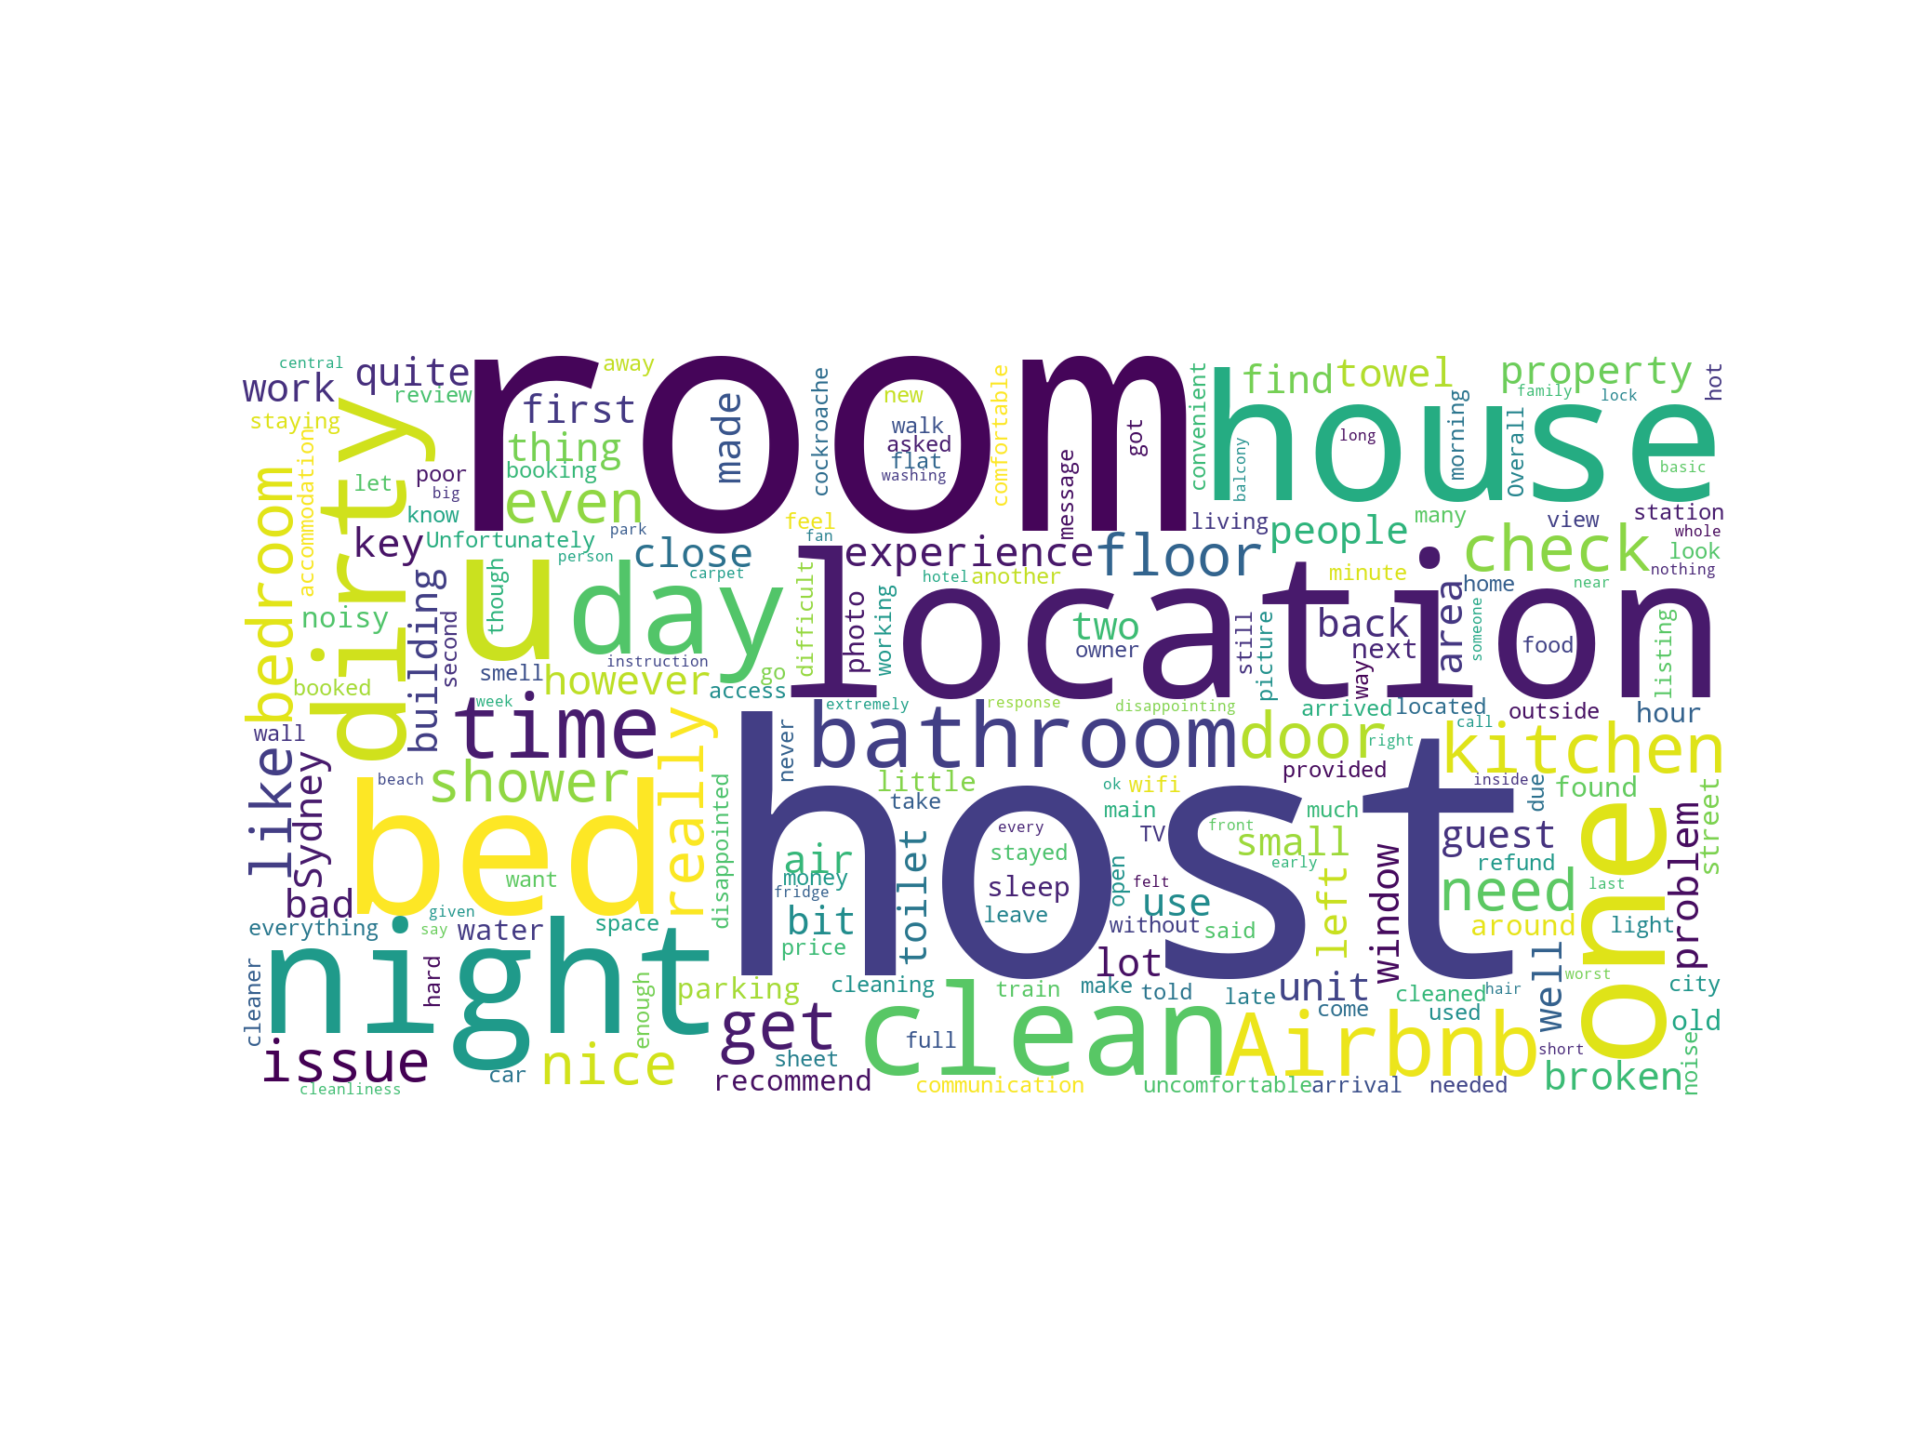 central
work
quite
review
staying
dirty
bedroom
accommodation
room
away
first
thing
booking
even
made
cockroache
new
walk
asked
flat
washing
comfortable
message
got
convenient
house
find
towel
property
family
lock
hot
long
morning
Overall
basic
balcony
poor
big
let
know
key
Unfortunately
park
person
close
carpet
feel
fan
experience
floor
living
people
many
view
station
whole
check
look
nothing
noisy
building
second
though
u
day
difficult
photo
working
hotel
another
location
minute
two
owner
still
picture
back
next
way
area
home
near
someone
food
listing
booked
smell
instruction
however
go
access
week
time
really
extremely
response
disappointing
arrived
located
call
outside
hour
wall
like
Sydney
beach
shower
bed
never
bathroom
door
right
kitchen
little
take
ok
wifi
provided
inside
due
found
main
much
host
every
TV
front
small
early
guest
refund
one
problem
street
disappointed
air
money
fridge
stayed
sleep
leave
open
felt
use
left
window
need
last
bad
want
given
say
everything
water
space
bit
price
toilet
without
said
around
light
night
hard
enough
parking
cleaning
lot
train
make
told
late
unit
come
cleaned
used
hair
well
worst
city
cleaner
issue
get
clean
full
Airbnb
old
noise
short
broken
cleanliness
car
nice
sheet
recommend
communication
uncomfortable
arrival
needed